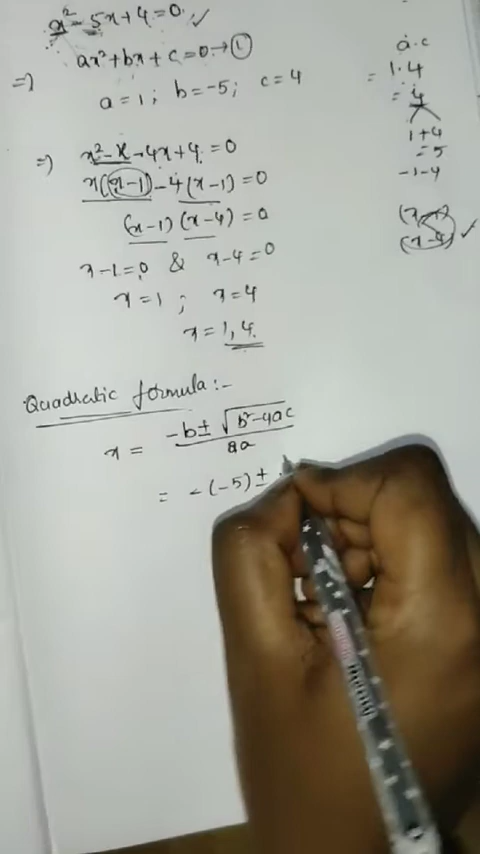 x² - 5x + 4 = 0 ✓
ax² + bx + c = 0 → ①
⇒) a = 1 ; b = -5 ; c = 4
⇒) x² - x - 4x + 4 = 0
x(x-1) - 4(x-1) = 0
(x-1) (x-4) = 0
x-1=0 & x-4=0
x=1 ; x=4
x = 1, 4.
a.c
= 1.4
= 4
1+4
= 5
-1-4
(x-4) ✓
Quadratic formula:-
x = -b ± √b²-4ac / 2a
= -(-5) ±